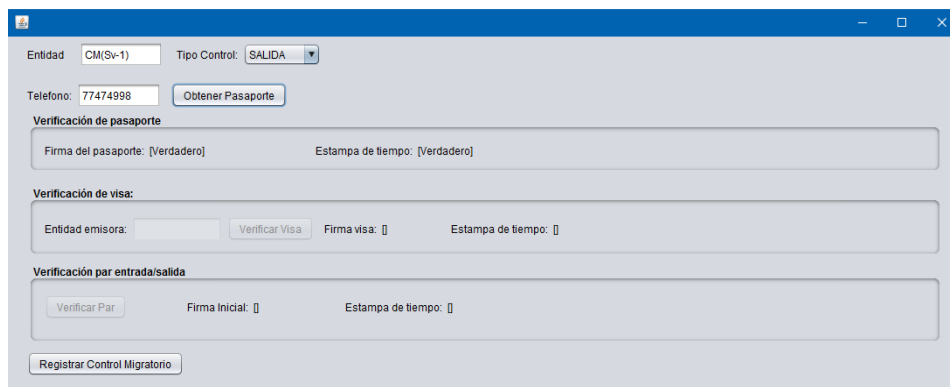 Entidad CM(Sv-1) Tipo Control: SALIDA
Telefono: 77474998 Obtener Pasaporte
Verificación de pasaporte
Firma del pasaporte: [Verdadero] Estampa de tiempo: [Verdadero]
Verificación de visa:
Entidad emisora: Verificar Visa Firma visa: [] Estampa de tiempo: []
Verificación par entrada/salida
Verificar Par Firma Inicial: [] Estampa de tiempo: []
Registrar Control Migratorio